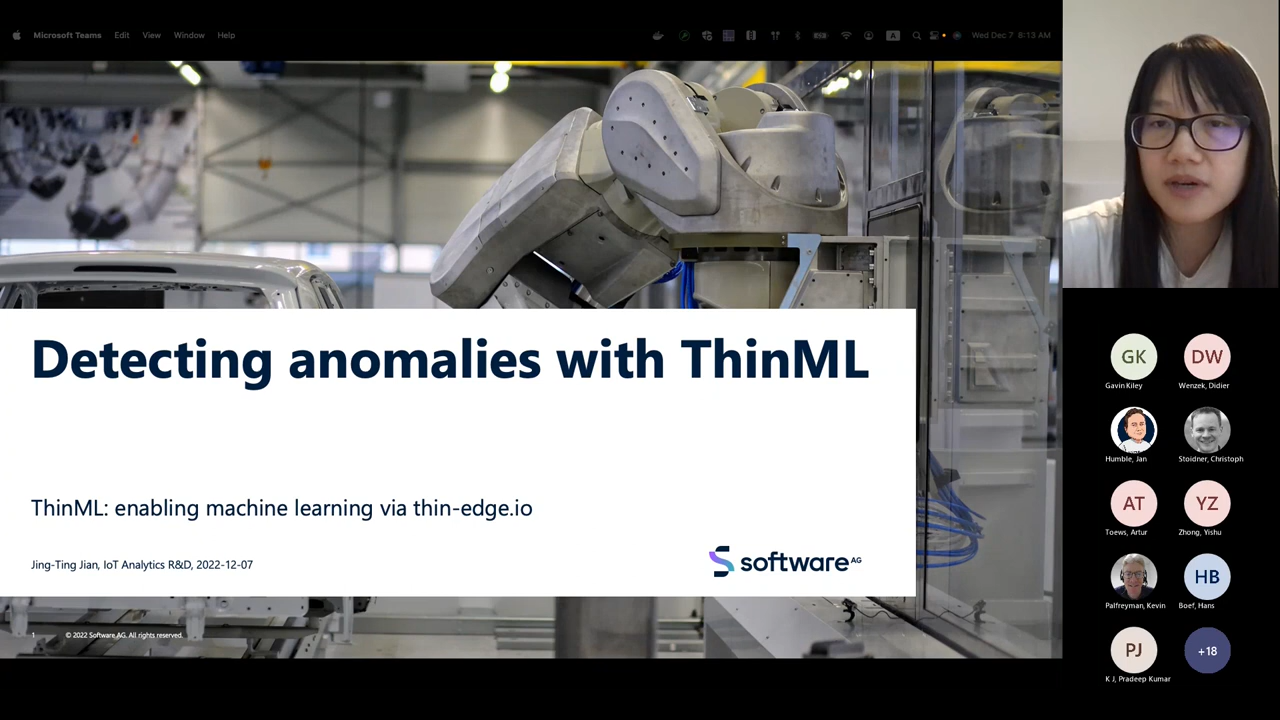 Microsoft Teams Edit View Window Help
A
Wed Dec 7 8:13 AM
Detecting anomalies with ThinML
ThinML: enabling machine learning via thin-edge.io
Jing-Ting Jian, IoT Analytics R&D, 2022-12-07
software AG
1 © 2022 Software AG. All rights reserved.
GK DW
Gavin Kiley Wenzek, Didier
Humble, Jan Stoidner, Christoph
AT YZ
Toews, Artur Zhong, Yishu
HB
Palfreyman, Kevin Boef, Hans
PJ +18
K J, Pradeep Kumar